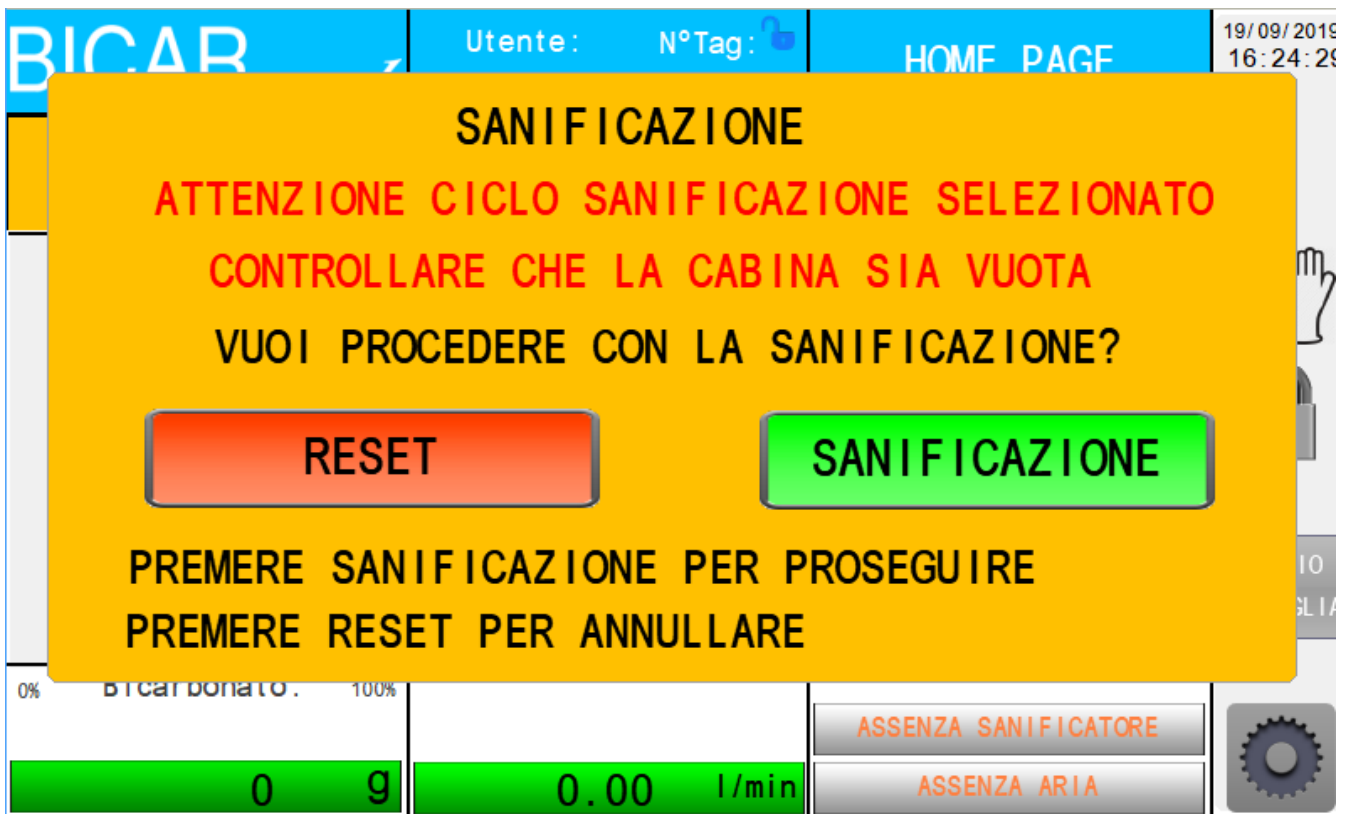 BICAR
Utente: N°Tag:
HOME PAGE
19/09/2019
16:24:29
SANIFICAZIONE
ATTENZIONE CICLO SANIFICAZIONE SELEZIONATO
CONTROLLARE CHE LA CABINA SIA VUOTA
VUOI PROCEDERE CON LA SANIFICAZIONE?
RESET
SANIFICAZIONE
PREMERE SANIFICAZIONE PER PROSEGUIRE
PREMERE RESET PER ANNULLARE
0% Bicarbonato: 100%
0 g
0.00 l/min
ASSENZA SANIFICATORE
ASSENZA ARIA